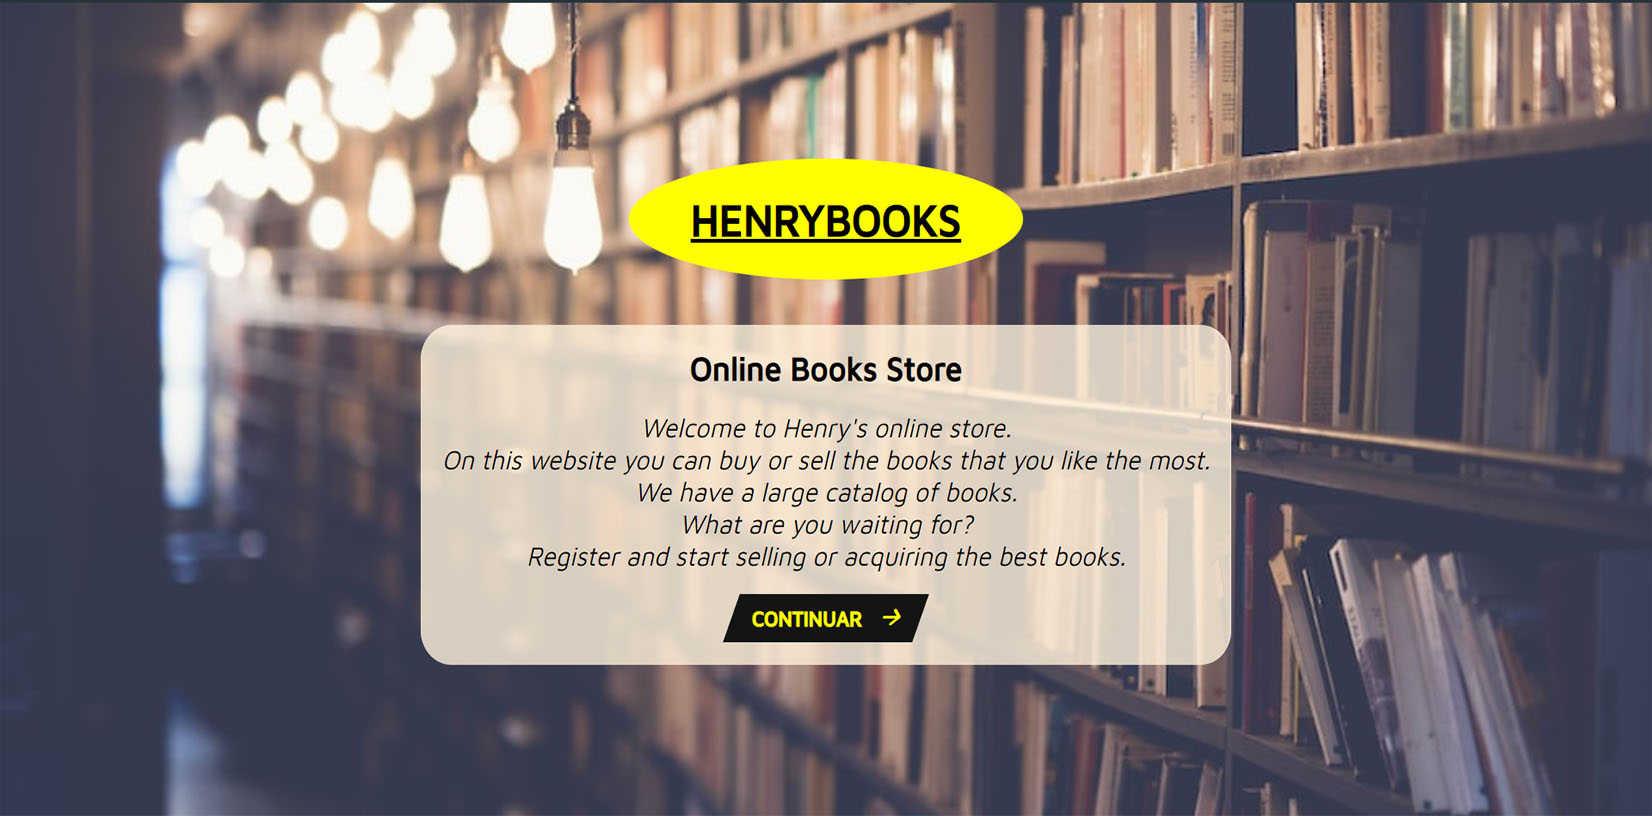 HENRYBOOKS
Online Books Store
Welcome to Henry's online store.
On this website you can buy or sell the books that you like the most.
We have a large catalog of books.
What are you waiting for?
Register and start selling or acquiring the best books.
CONTINUAR →